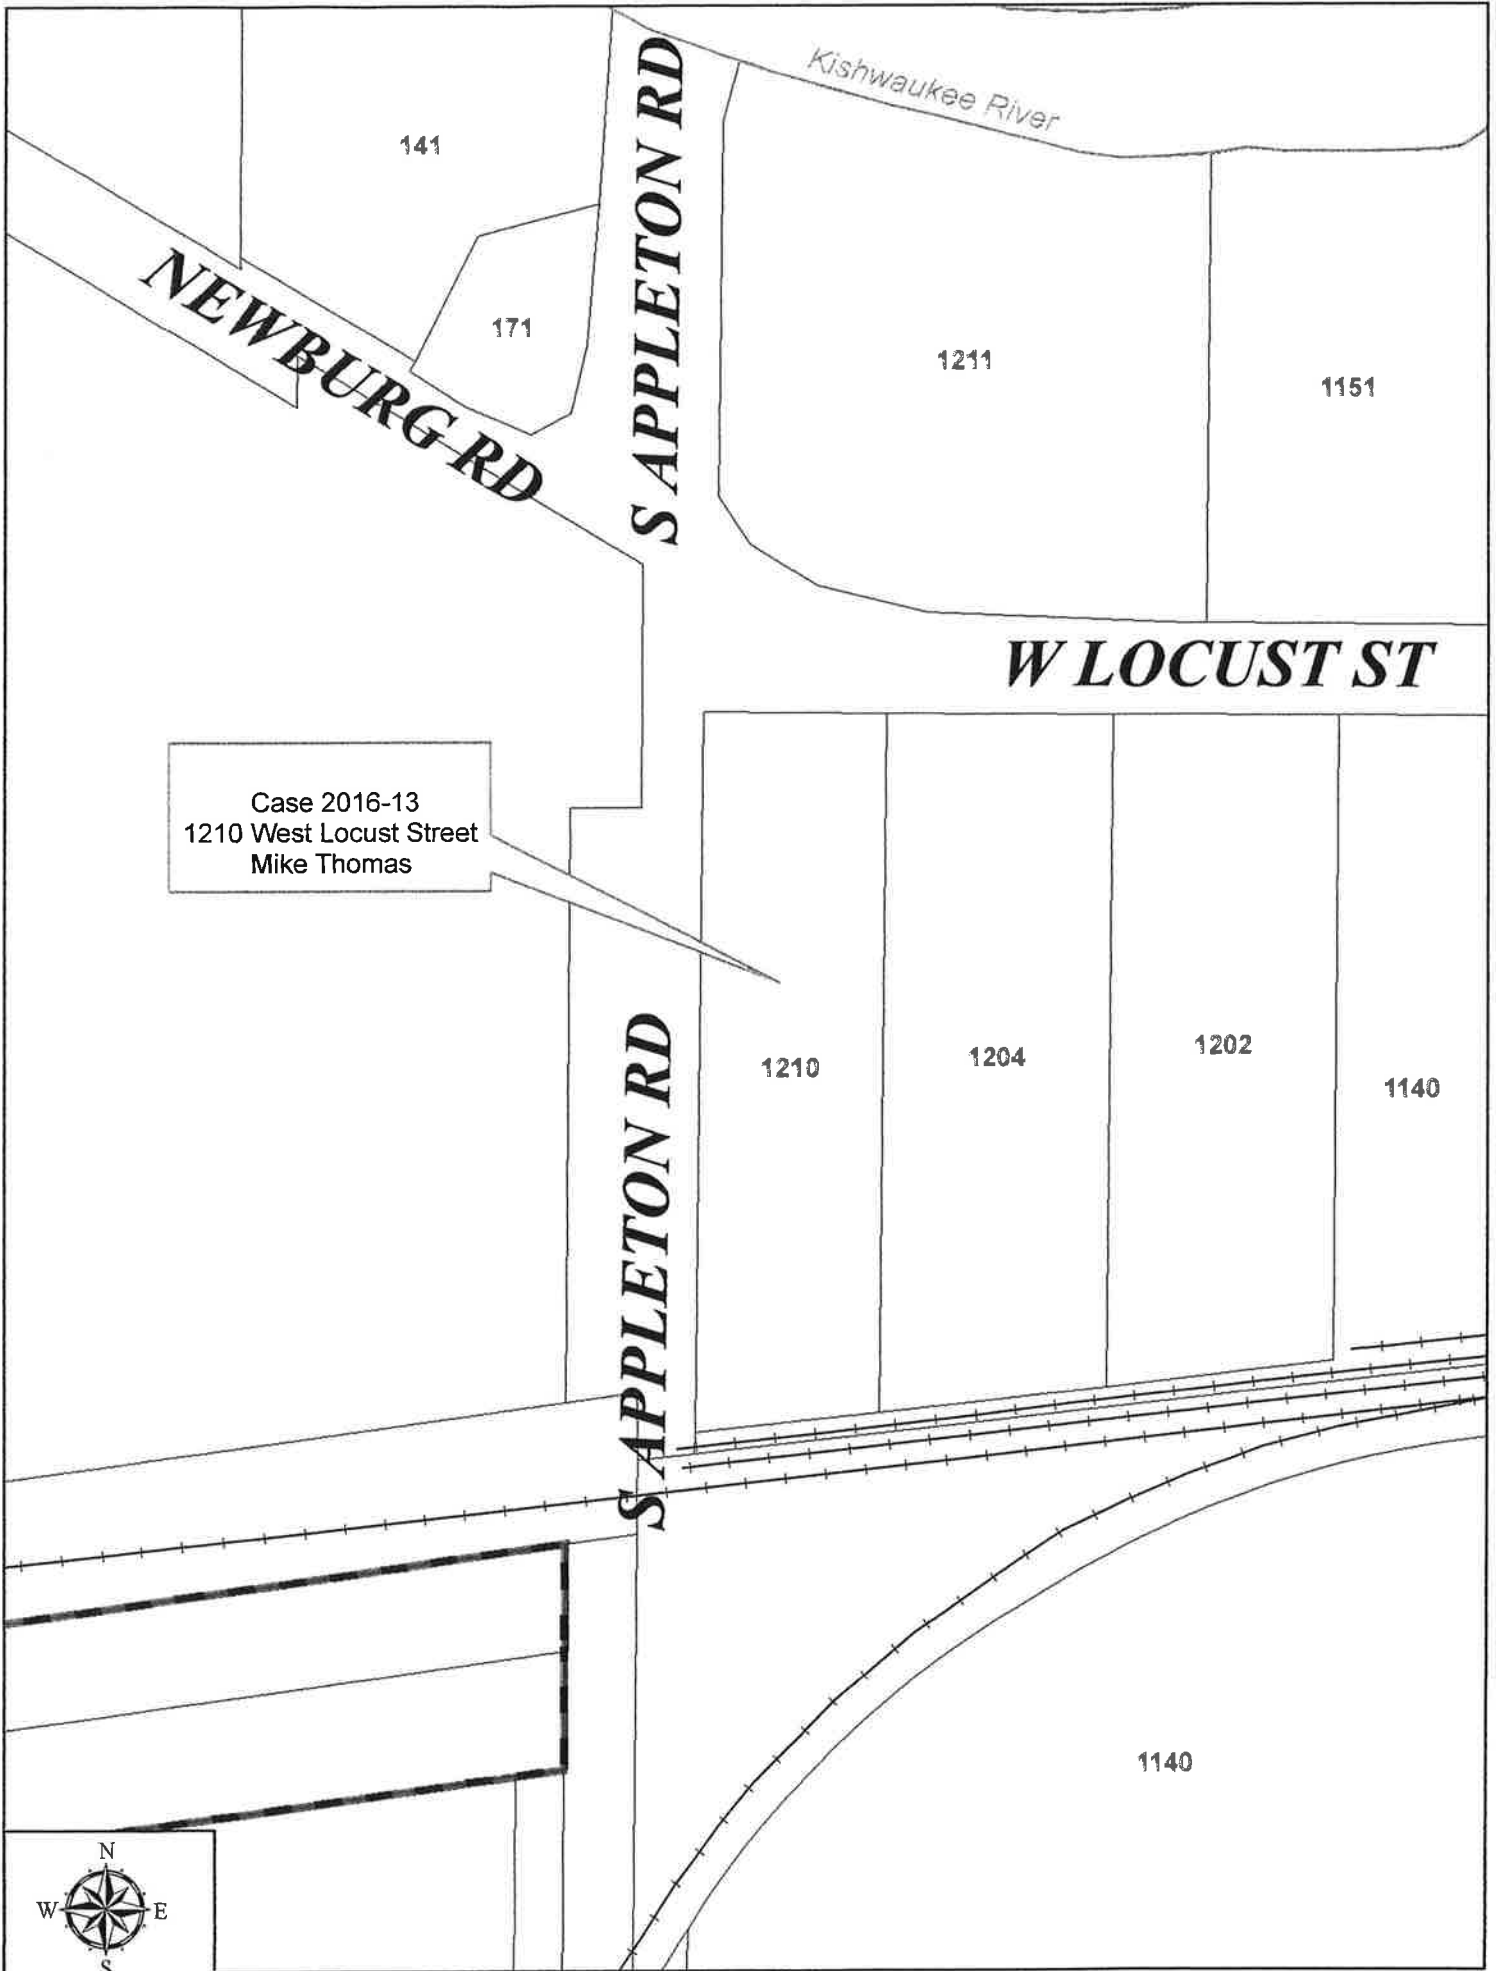 Kishwaukee River
141
S APPLETON RD
NEWBURG RD
171
1211
1151
W LOCUST ST
Case 2016-13
1210 West Locust Street
Mike Thomas
1210
1204
1202
1140
S APPLETON RD
1140
N
W
E
S